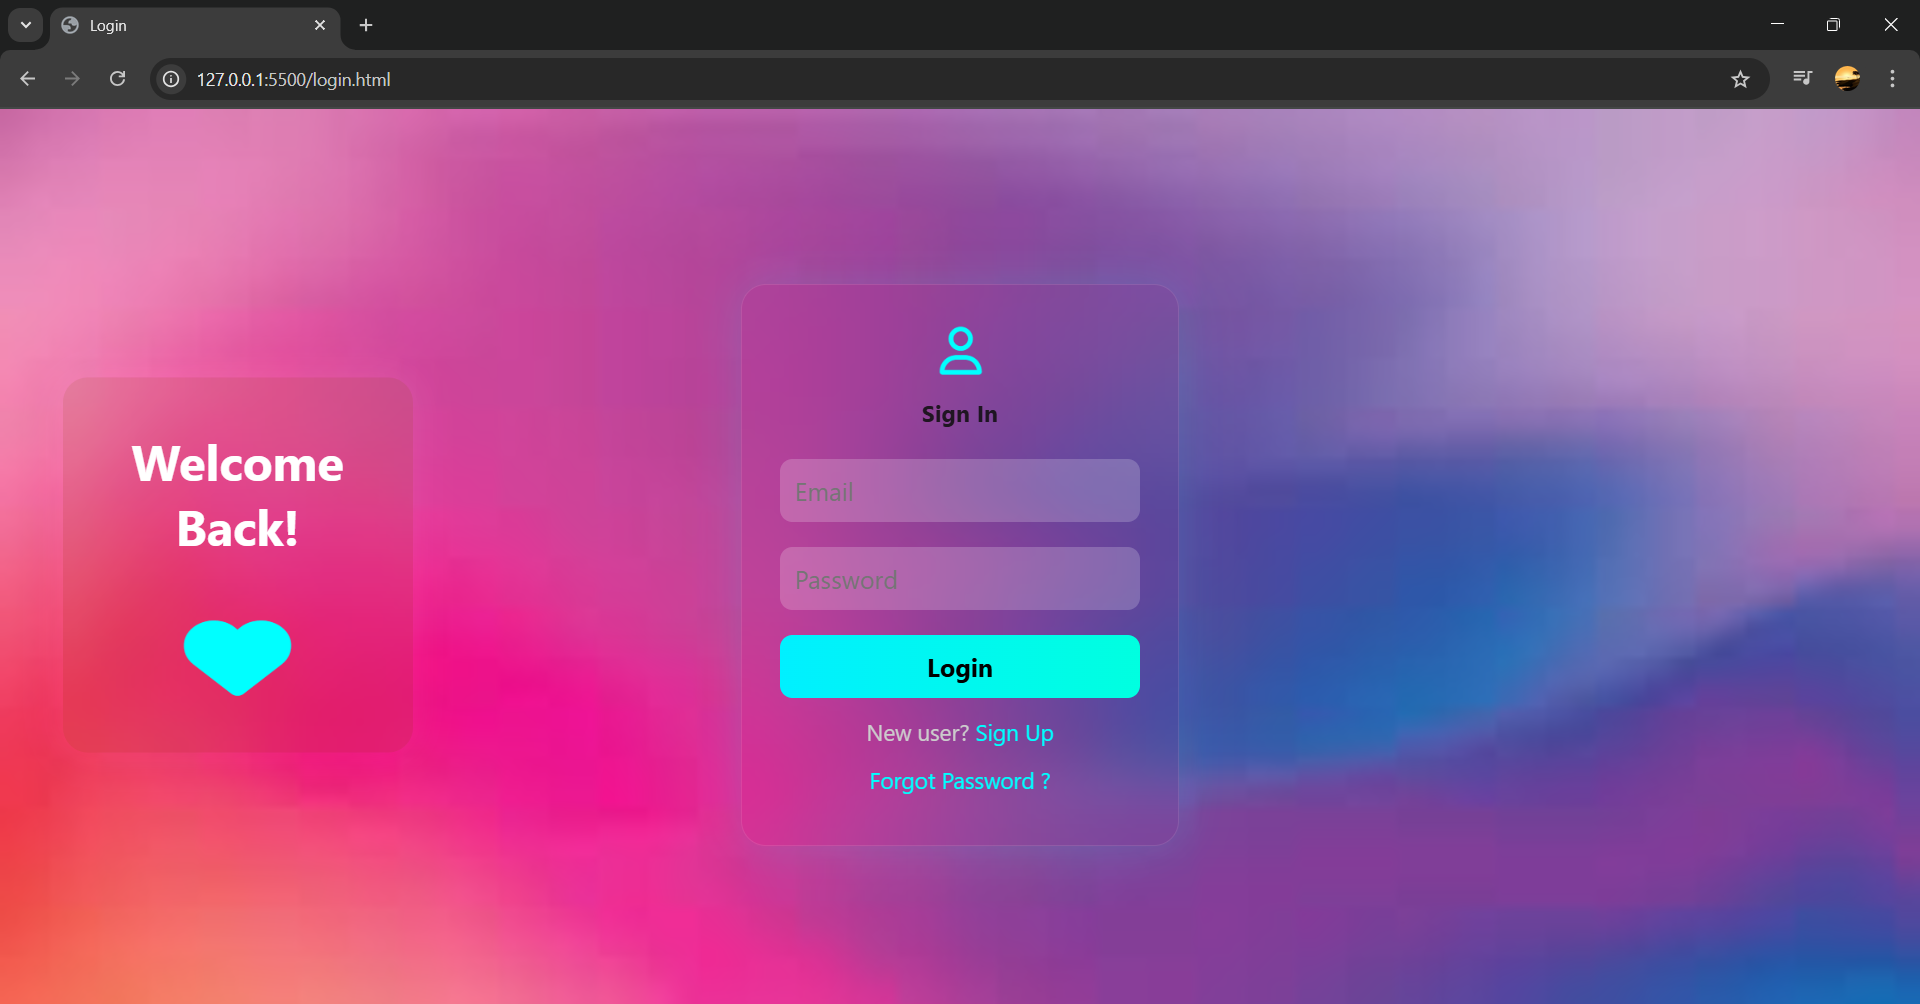 Login
127.0.0.1:5500/login.html
Welcome
Back!
Sign In
Email
Password
Login
New user? Sign Up
Forgot Password ?